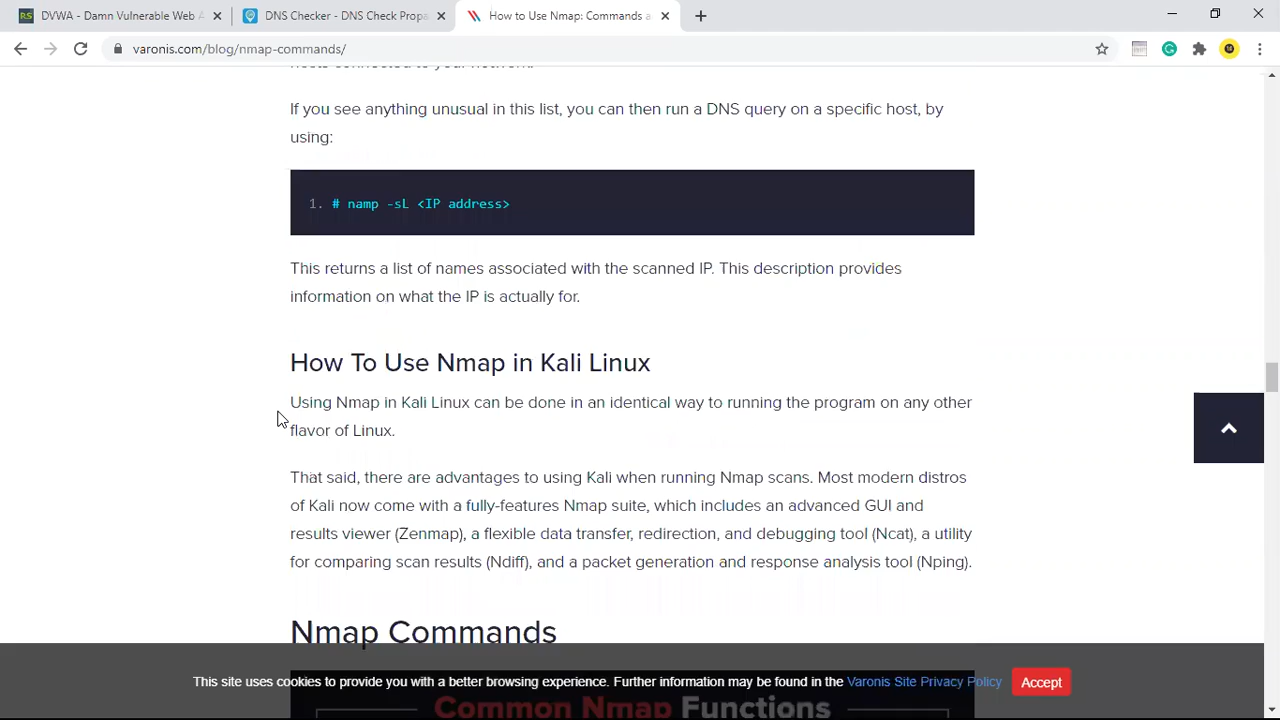 DVWA - Damn Vulnerable Web A
DNS Checker - DNS Check Propa
How to Use Nmap: Commands a
varonis.com/blog/nmap-commands/
hosts connected to your network.
If you see anything unusual in this list, you can then run a DNS query on a specific host, by
using:
1. # namp -sL <IP address>
This returns a list of names associated with the scanned IP. This description provides
information on what the IP is actually for.
How To Use Nmap in Kali Linux
Using Nmap in Kali Linux can be done in an identical way to running the program on any other
flavor of Linux.
That said, there are advantages to using Kali when running Nmap scans. Most modern distros
of Kali now come with a fully-features Nmap suite, which includes an advanced GUI and
results viewer (Zenmap), a flexible data transfer, redirection, and debugging tool (Ncat), a utility
for comparing scan results (Ndiff), and a packet generation and response analysis tool (Nping).
Nmap Commands
This site uses cookies to provide you with a better browsing experience. Further information may be found in the Varonis Site Privacy Policy
Accept
Common Nmap Functions